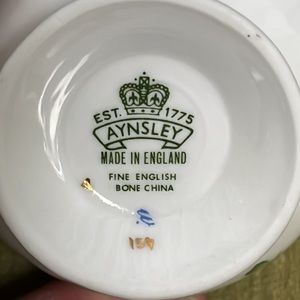 EST. 1775
AYNSLEY
MADE IN ENGLAND
FINE ENGLISH
BONE CHINA